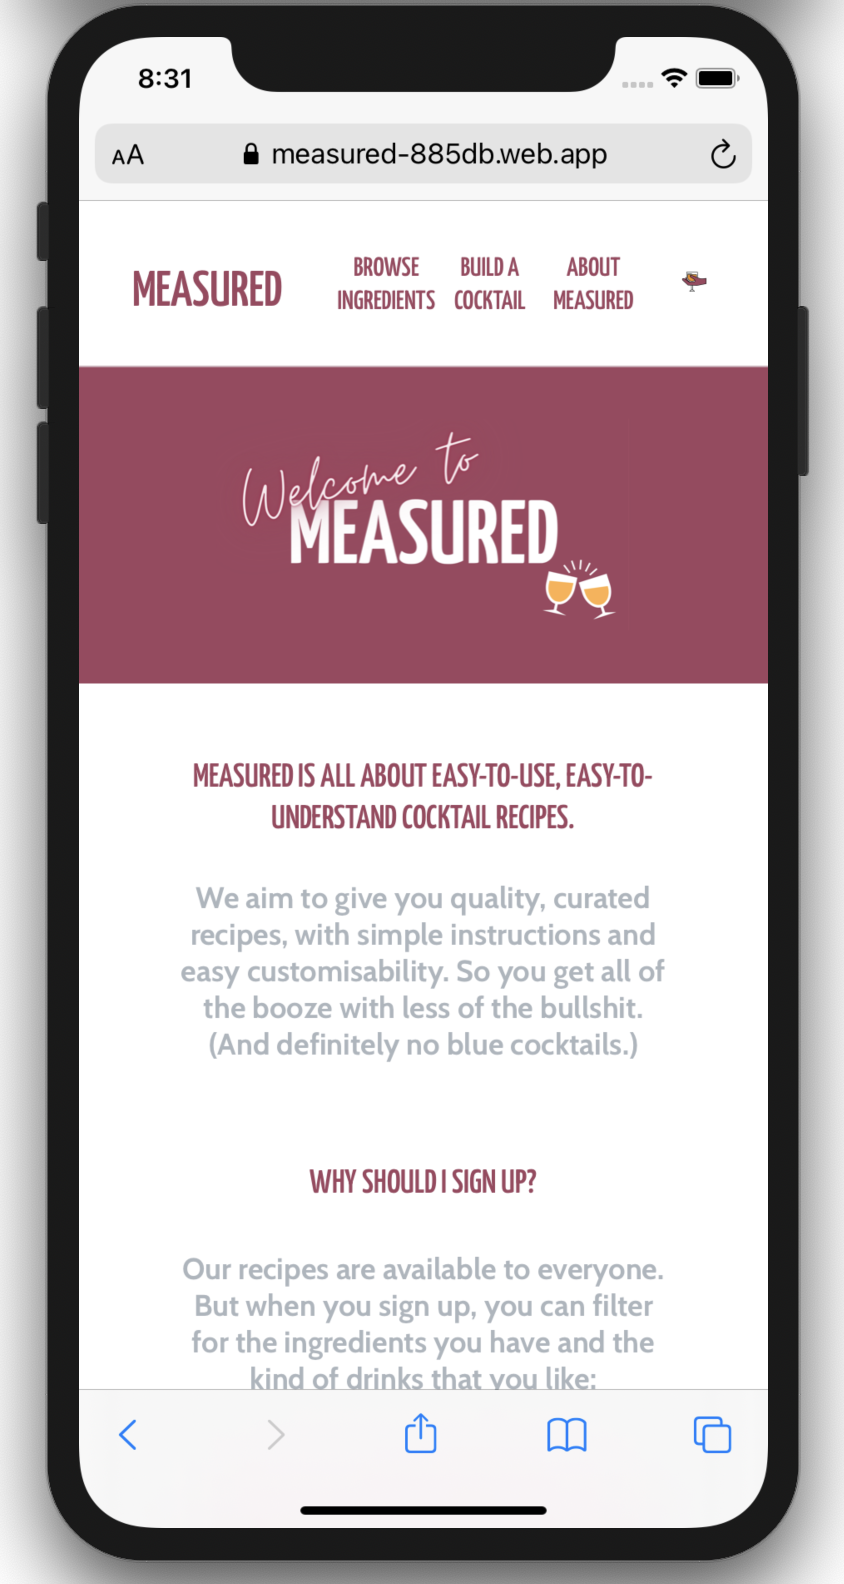 8:31
AA measured-885db.web.app
MEASURED
BROWSE INGREDIENTS
BUILD A COCKTAIL
ABOUT MEASURED
Welcome to
MEASURED
MEASURED IS ALL ABOUT EASY-TO-USE, EASY-TO-
UNDERSTAND COCKTAIL RECIPES.
We aim to give you quality, curated
recipes, with simple instructions and
easy customisability. So you get all of
the booze with less of the bullshit.
(And definitely no blue cocktails.)
WHY SHOULD I SIGN UP?
Our recipes are available to everyone.
But when you sign up, you can filter
for the ingredients you have and the
kind of drinks that you like: